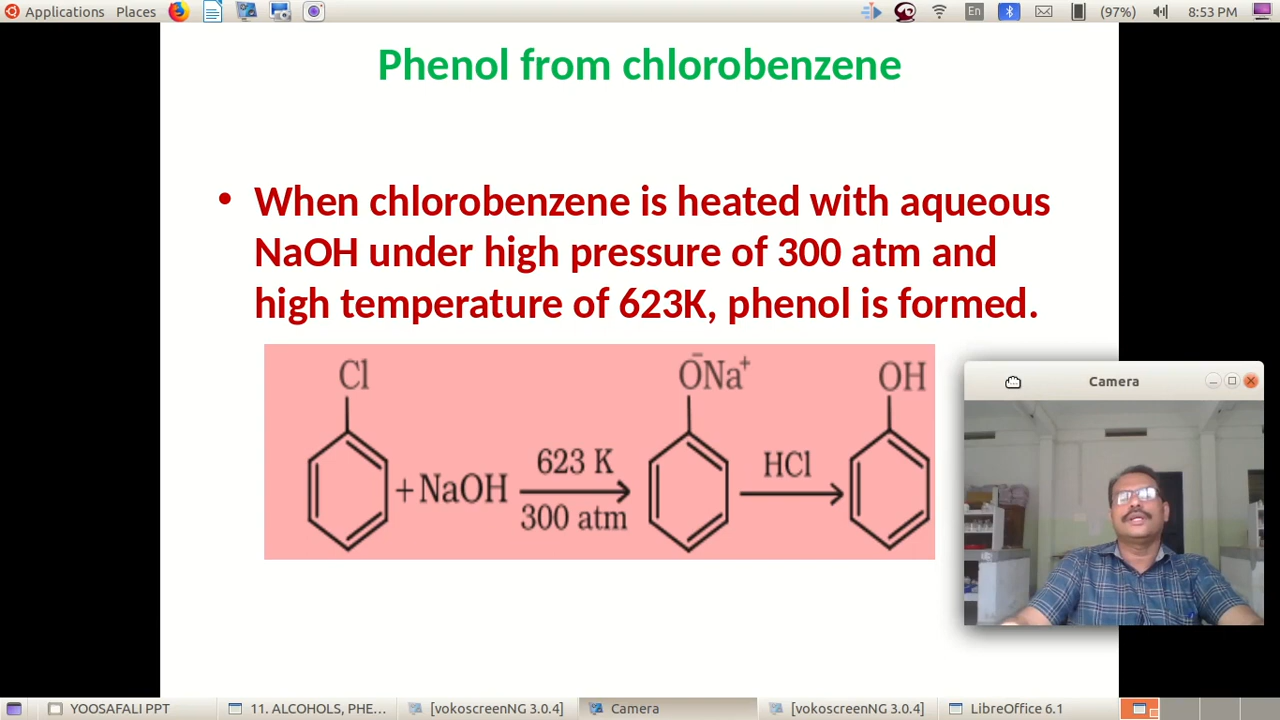 Applications Places En (97%) 8:53 PM
Phenol from chlorobenzene
• When chlorobenzene is heated with aqueous
NaOH under high pressure of 300 atm and
high temperature of 623K, phenol is formed.
Cl
ŌNa⁺
OH
+NaOH
623 K
300 atm
HCl
Camera
YOOSAFALI PPT 11. ALCOHOLS, PHE... [vokoscreenNG 3.0.4] Camera [vokoscreenNG 3.0.4] LibreOffice 6.1